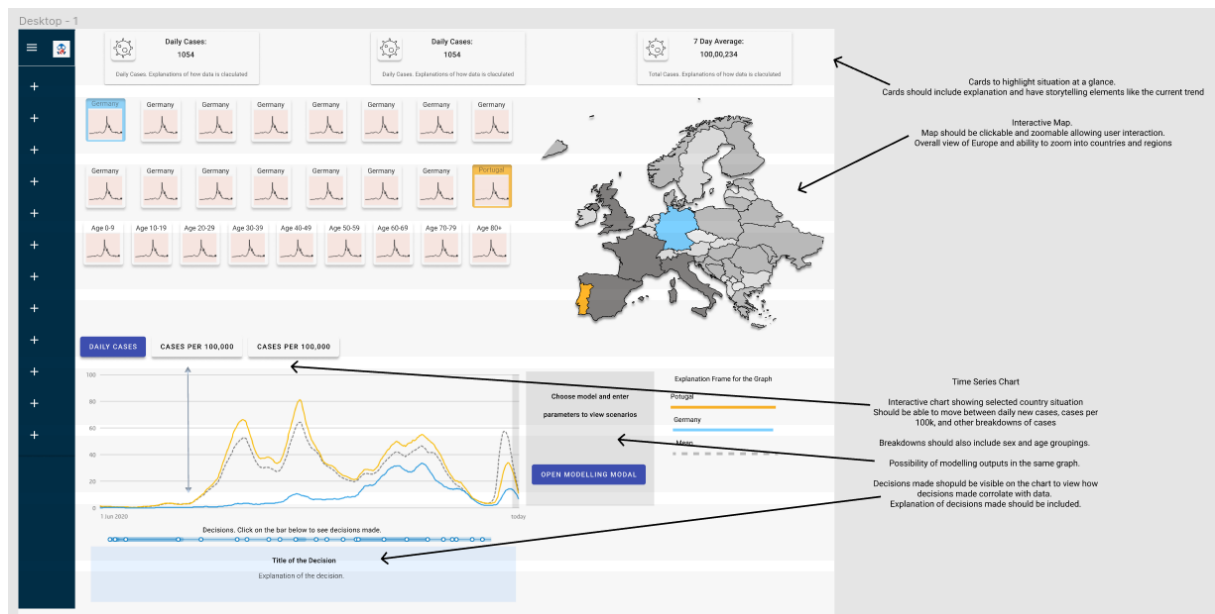 Desktop - 1
Daily Cases:
1054
Daily Cases. Explanations of how data is claculated
Daily Cases:
1054
Daily Cases. Explanations of how data is claculated
7 Day Average:
100,00,234
Total Cases. Explanations of how data is claculated
Cards to highlight situation at a glance.
Cards should include explanation and have storytelling elements like the current trend
Germany Germany Germany Germany Germany Germany Germany Germany
Interactive Map.
Map should be clickable and zoomable allowing user interaction.
Overall view of Europe and ability to zoom into countries and regions
Germany Germany Germany Germany Germany Germany Germany Portugal
Age 0-9 Age 10-19 Age 20-29 Age 30-39 Age 40-49 Age 50-59 Age 60-69 Age 70-79 Age 80+
DAILY CASES
CASES PER 100,000
CASES PER 100,000
100
80
60
40
20
0
1 Jun 2020
today
Choose model and enter
parameters to view scenarios
OPEN MODELLING MODAL
Explanation Frame for the Graph
Potugal
Germany
Mean
Time Series Chart
Interactive chart showing selected country situation
Should be able to move between daily new cases, cases per
100k, and other breakdowns of cases
Breakdowns should also include sex and age groupings.
Possibility of modelling outputs in the same graph.
Decisions made shopuld be visible on the chart to view how
decisions made corrolate with data.
Explanation of decisions made should be included.
Decisions. Click on the bar below to see decisions made.
Title of the Decision
Explanation of the decision.